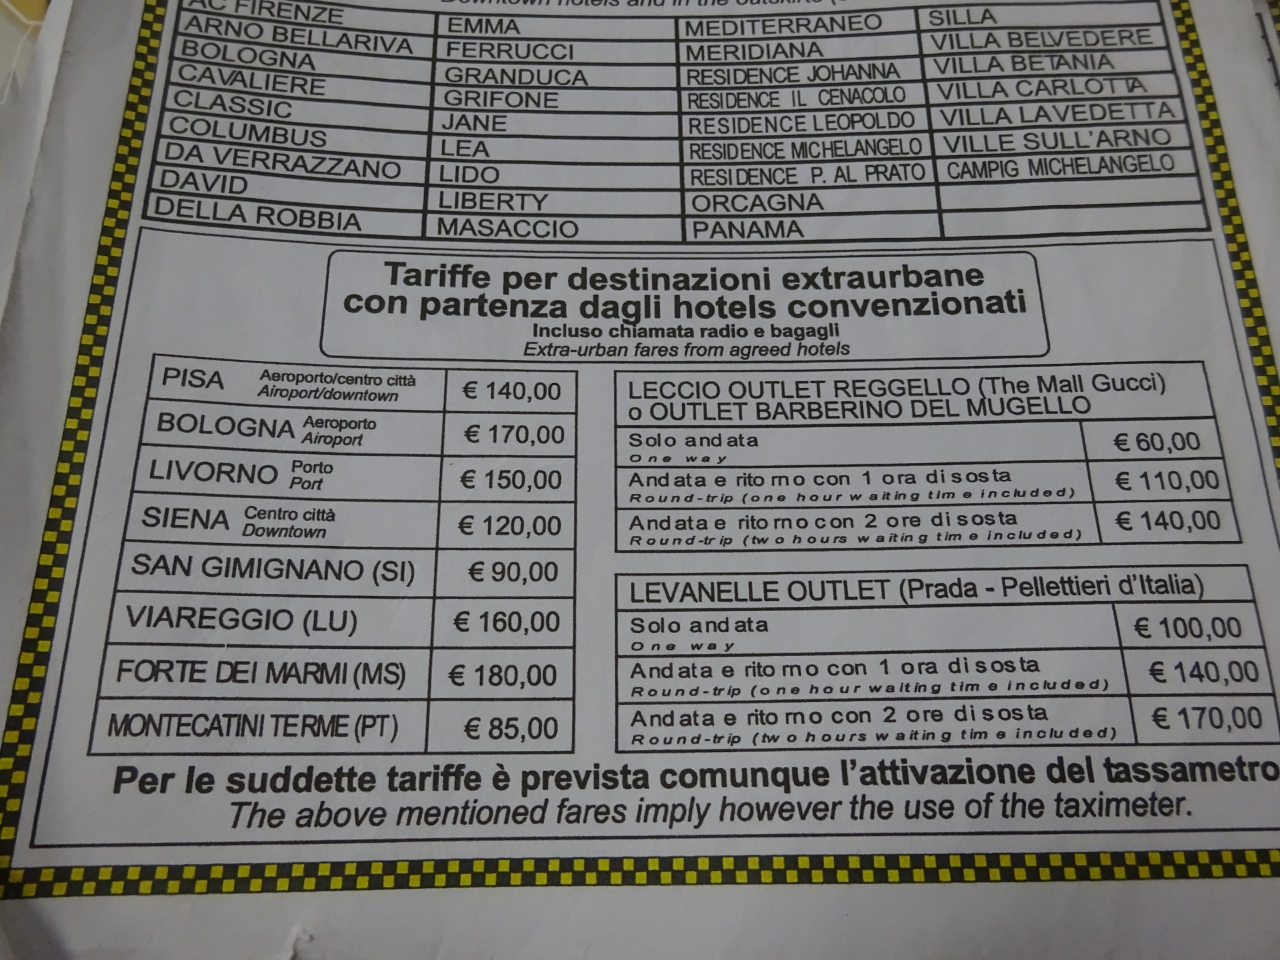 Downtown hotels and in the outskirts
AC FIRENZE
EMMA
MEDITERRANEO
SILLA
ARNO BELLARIVA
FERRUCCI
MERIDIANA
VILLA BELVEDERE
BOLOGNA
GRANDUCA
RESIDENCE JOHANNA
VILLA BETANIA
CAVALIERE
GRIFONE
RESIDENCE IL CENACOLO
VILLA CARLOTTA
CLASSIC
JANE
RESIDENCE LEOPOLDO
VILLA LAVEDETTA
COLUMBUS
LEA
RESIDENCE MICHELANGELO
VILLE SULL'ARNO
DA VERRAZZANO
LIDO
RESIDENCE P. AL PRATO
CAMPIG MICHELANGELO
DAVID
LIBERTY
ORCAGNA
DELLA ROBBIA
MASACCIO
PANAMA
Tariffe per destinazioni extraurbane
con partenza dagli hotels convenzionati
Incluso chiamata radio e bagagli
Extra-urban fares from agreed hotels
PISA Aeroporto/centro città
Airoport/downtown
€ 140,00
BOLOGNA Aeroporto
Airoport
€ 170,00
LIVORNO Porto
Port
€ 150,00
SIENA Centro città
Downtown
€ 120,00
SAN GIMIGNANO (SI) € 90,00
VIAREGGIO (LU) € 160,00
FORTE DEI MARMI (MS) € 180,00
MONTECATINI TERME (PT) € 85,00
LECCIO OUTLET REGGELLO (The Mall Gucci)
o OUTLET BARBERINO DEL MUGELLO
Solo andata
One way
€ 60,00
Andata e ritorno con 1 ora di sosta
Round-trip (one hour waiting time included)
€ 110,00
Andata e ritorno con 2 ore di sosta
Round-trip (two hours waiting time included)
€ 140,00
LEVANELLE OUTLET (Prada - Pellettieri d'Italia)
Solo andata
One way
€ 100,00
Andata e ritorno con 1 ora di sosta
Round-trip (one hour waiting time included)
€ 140,00
Andata e ritorno con 2 ore di sosta
Round-trip (two hours waiting time included)
€ 170,00
Per le suddette tariffe è prevista comunque l'attivazione del tassametro
The above mentioned fares imply however the use of the taximeter.